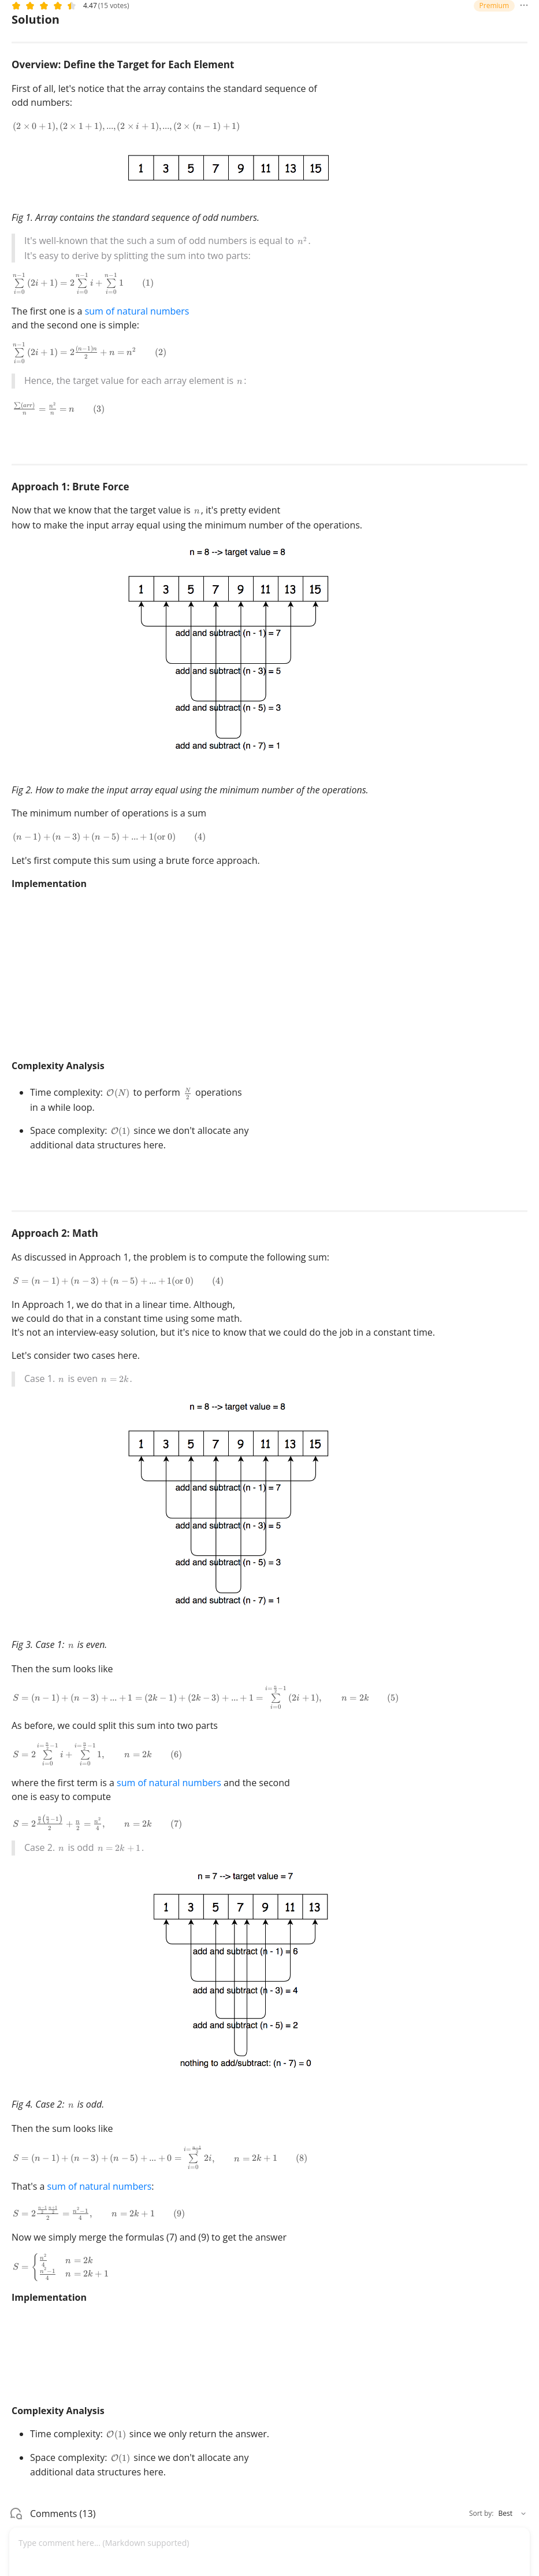 4.47 (15 votes)
Premium
Solution
Overview: Define the Target for Each Element
First of all, let's notice that the array contains the standard sequence of
odd numbers:
(2 × 0 + 1), (2 × 1 + 1), ..., (2 × i + 1), ..., (2 × (n − 1) + 1)
1 3 5 7 9 11 13 15
Fig 1. Array contains the standard sequence of odd numbers.
It's well-known that the such a sum of odd numbers is equal to n².
It's easy to derive by splitting the sum into two parts:
\sum_{i=0}^{n-1} (2i + 1) = 2 \sum_{i=0}^{n-1} i + \sum_{i=0}^{n-1} 1 (1)
The first one is a sum of natural numbers
and the second one is simple:
\sum_{i=0}^{n-1} (2i + 1) = 2 \frac{(n-1)n}{2} + n = n^2 (2)
Hence, the target value for each array element is n:
\frac{\sum(arr)}{n} = \frac{n^2}{n} = n (3)
Approach 1: Brute Force
Now that we know that the target value is n, it's pretty evident
how to make the input array equal using the minimum number of the operations.
n = 8 --> target value = 8
1 3 5 7 9 11 13 15
add and subtract (n - 1) = 7
add and subtract (n - 3) = 5
add and subtract (n - 5) = 3
add and subtract (n - 7) = 1
Fig 2. How to make the input array equal using the minimum number of the operations.
The minimum number of operations is a sum
(n − 1) + (n − 3) + (n − 5) + ... + 1(or 0) (4)
Let's first compute this sum using a brute force approach.
Implementation
Complexity Analysis
• Time complexity: O(N) to perform \frac{N}{2} operations
in a while loop.
• Space complexity: O(1) since we don't allocate any
additional data structures here.
Approach 2: Math
As discussed in Approach 1, the problem is to compute the following sum:
S = (n − 1) + (n − 3) + (n − 5) + ... + 1(or 0) (4)
In Approach 1, we do that in a linear time. Although,
we could do that in a constant time using some math.
It's not an interview-easy solution, but it's nice to know that we could do the job in a constant time.
Let's consider two cases here.
Case 1. n is even n = 2k.
n = 8 --> target value = 8
1 3 5 7 9 11 13 15
add and subtract (n - 1) = 7
add and subtract (n - 3) = 5
add and subtract (n - 5) = 3
add and subtract (n - 7) = 1
Fig 3. Case 1: n is even.
Then the sum looks like
S = (n − 1) + (n − 3) + ... + 1 = (2k − 1) + (2k − 3) + ... + 1 = \sum_{i=0}^{i=\frac{n}{2}-1} (2i + 1), n = 2k (5)
As before, we could split this sum into two parts
S = 2 \sum_{i=0}^{i=\frac{n}{2}-1} i + \sum_{i=0}^{i=\frac{n}{2}-1} 1, n = 2k (6)
where the first term is a sum of natural numbers and the second
one is easy to compute
S = 2 \frac{\frac{n}{2}(\frac{n}{2}-1)}{2} + \frac{n}{2} = \frac{n^2}{4}, n = 2k (7)
Case 2. n is odd n = 2k + 1.
n = 7 --> target value = 7
1 3 5 7 9 11 13
add and subtract (n - 1) = 6
add and subtract (n - 3) = 4
add and subtract (n - 5) = 2
nothing to add/subtract: (n - 7) = 0
Fig 4. Case 2: n is odd.
Then the sum looks like
S = (n − 1) + (n − 3) + (n − 5) + ... + 0 = \sum_{i=0}^{i=\frac{n-1}{2}} 2i, n = 2k + 1 (8)
That's a sum of natural numbers:
S = 2 \frac{\frac{n-1}{2}\frac{n+1}{2}}{2} = \frac{n^2-1}{4}, n = 2k + 1 (9)
Now we simply merge the formulas (7) and (9) to get the answer
S = { \frac{n^2}{4} n = 2k
\frac{n^2-1}{4} n = 2k + 1
Implementation
Complexity Analysis
• Time complexity: O(1) since we only return the answer.
• Space complexity: O(1) since we don't allocate any
additional data structures here.
Comments (13)
Sort by: Best
Type comment here... (Markdown supported)